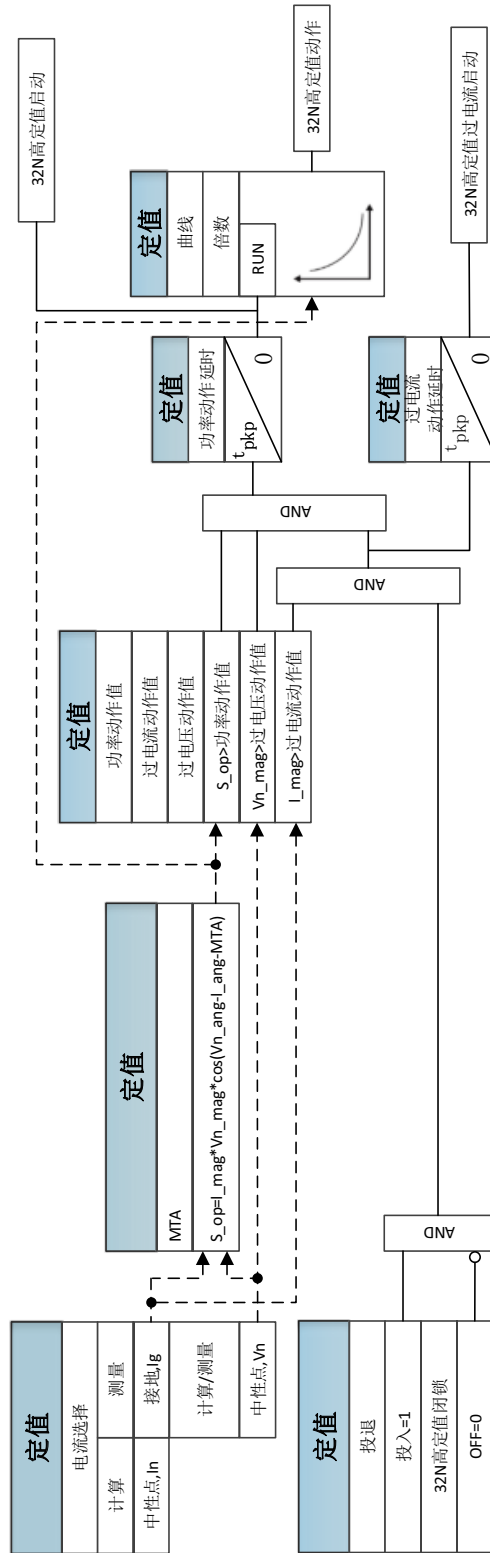 定值
电流选择
计算
测量
中性点,In
接地,Ig
计算/测量
中性点,Vn
定值
投退
投入=1
32N高定值闭锁
OFF=0
AND
定值
MTA
S_op=I_mag*Vn_mag*cos(Vn_ang-I_ang-MTA)
定值
功率动作值
过电流动作值
过电压动作值
S_op>功率动作值
Vn_mag>过电压动作值
I_mag>过电流动作值
AND
AND
定值
功率动作延时
tpkp
0
定值
过电流
动作延时
tpkp
0
定值
曲线
倍数
RUN
32N高定值启动
32N高定值动作
32N高定值过电流启动